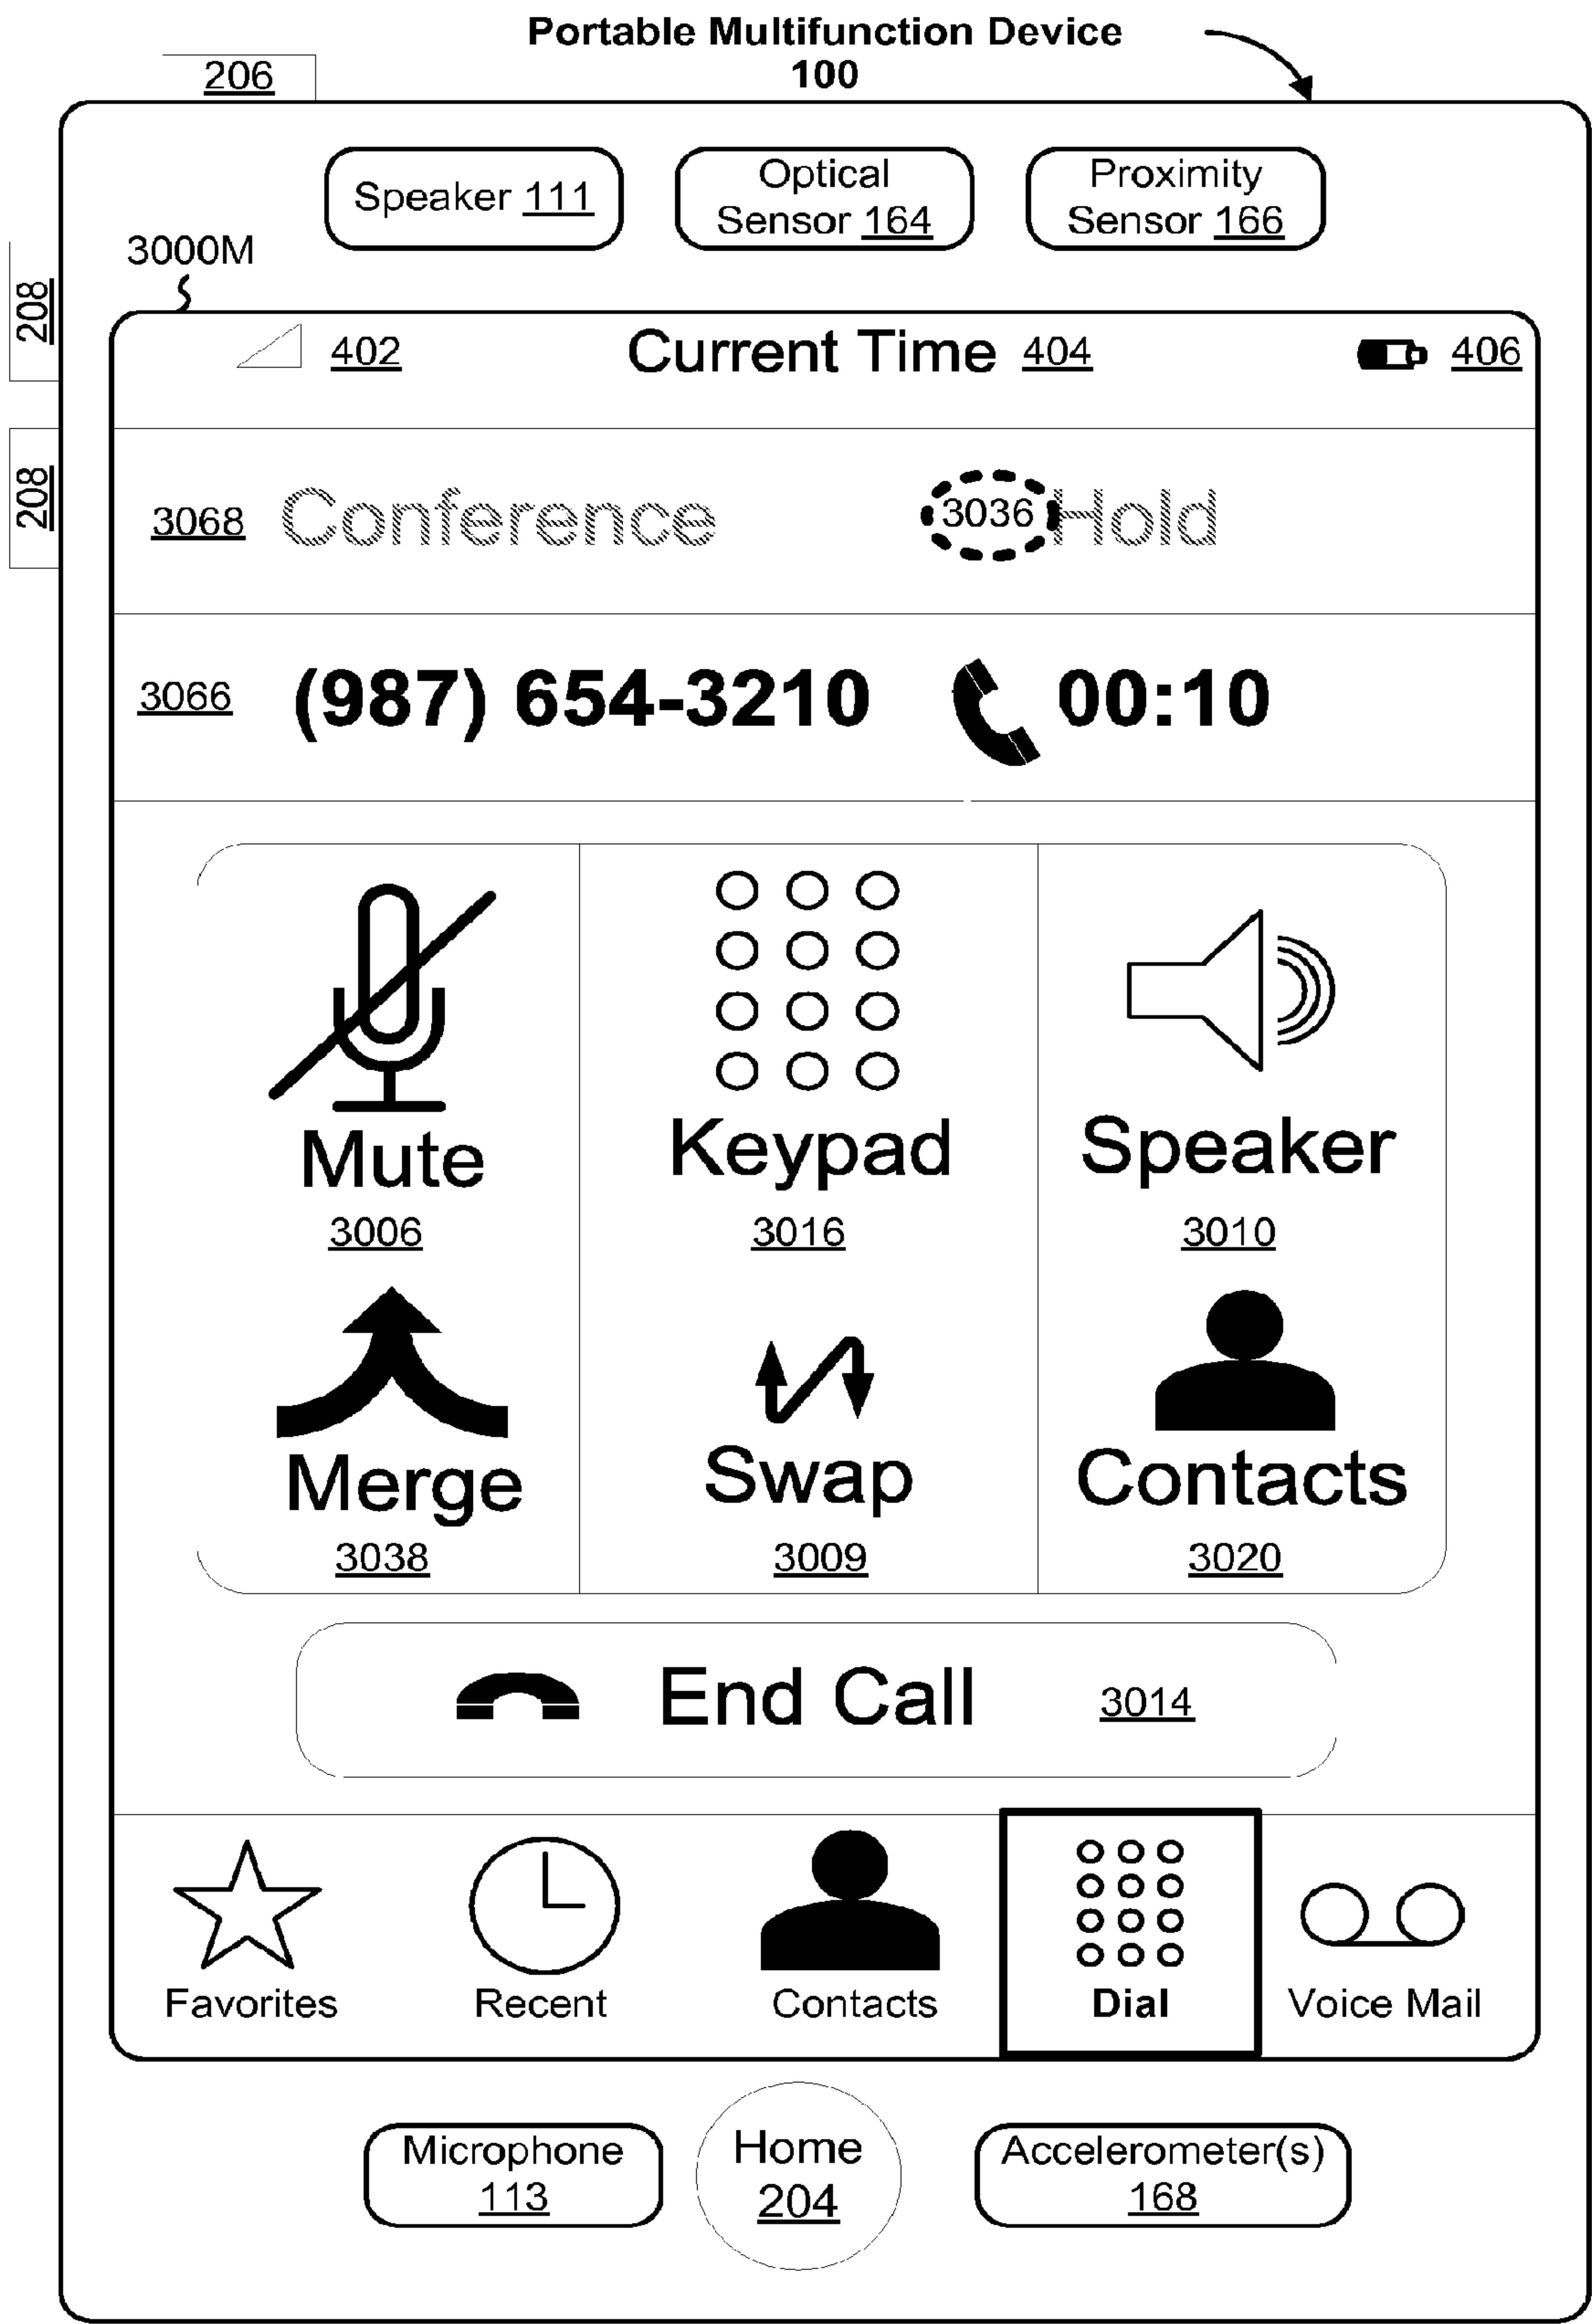 Portable Multifunction Device
100
206
Speaker 111
Optical
Sensor 164
Proximity
Sensor 166
3000M
208
402
Current Time 404
406
208
3068 Conference 3036 Hold
3066 (987) 654-3210 00:10
Mute
3006
Keypad
3016
Speaker
3010
Merge
3038
Swap
3009
Contacts
3020
End Call 3014
Favorites
Recent
Contacts
Dial
Voice Mail
Microphone
113
Home
204
Accelerometer(s)
168